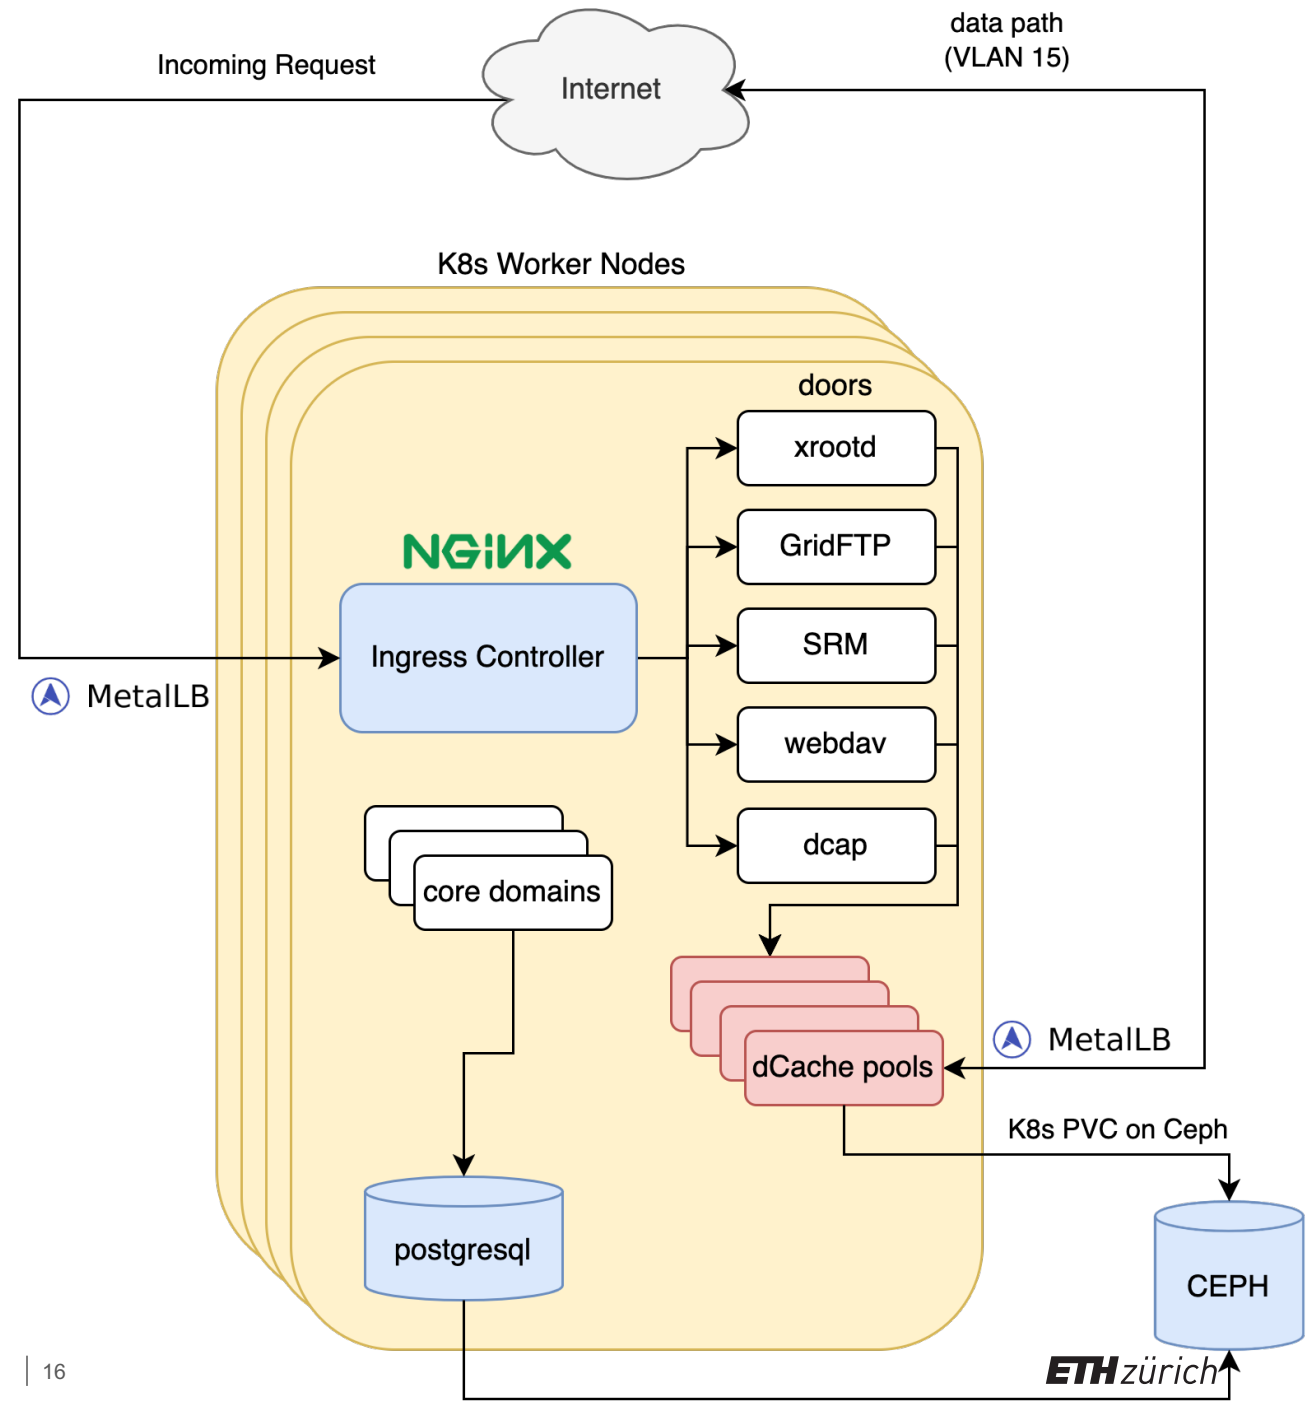 data path
(VLAN 15)
Incoming Request
Internet
K8s Worker Nodes
doors
xrootd
NGINX
GridFTP
Ingress Controller
SRM
MetalLB
webdav
dcap
core domains
MetalLB
dCache pools
K8s PVC on Ceph
postgresql
CEPH
16
ETH zürich